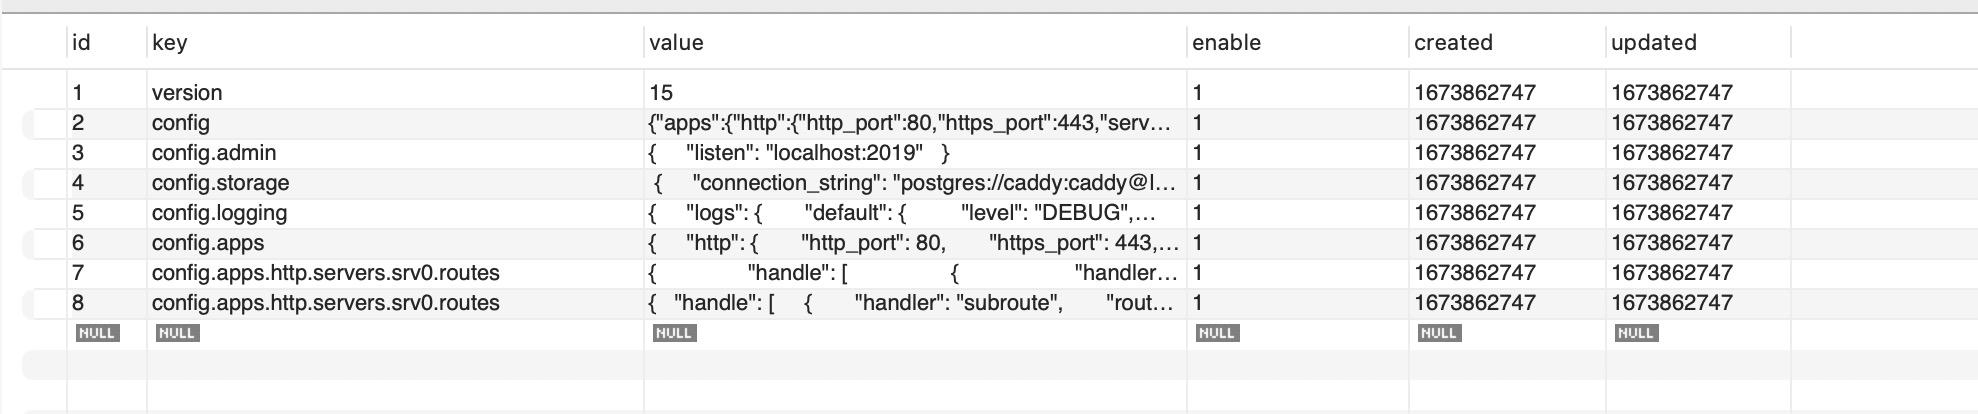 id key value enable created updated
1 version 15 1 1673862747 1673862747
2 config {"apps":{"http":{"http_port":80,"https_port":443,"serv... 1 1673862747 1673862747
3 config.admin { "listen": "localhost:2019" } 1 1673862747 1673862747
4 config.storage { "connection_string": "postgres://caddy:caddy@l... 1 1673862747 1673862747
5 config.logging { "logs": { "default": { "level": "DEBUG",... 1 1673862747 1673862747
6 config.apps { "http": { "http_port": 80, "https_port": 443,... 1 1673862747 1673862747
7 config.apps.http.servers.srv0.routes { "handle": [ { "handler... 1 1673862747 1673862747
8 config.apps.http.servers.srv0.routes { "handle": [ { "handler": "subroute", "rout... 1 1673862747 1673862747
NULL NULL NULL NULL NULL NULL